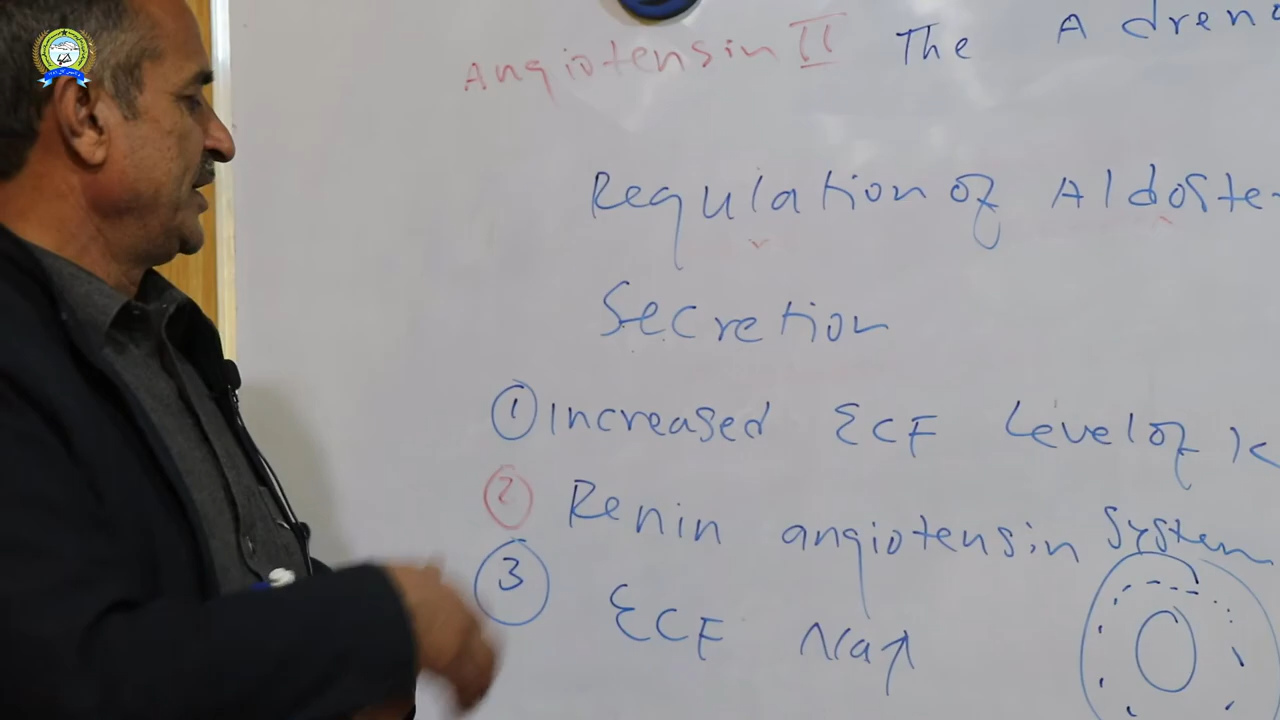 Angiotensin II The Adreno
Regulation of Aldoste
Secretion
① Increased ECF level of K
② Renin angiotensin system
③ ECF Na↑